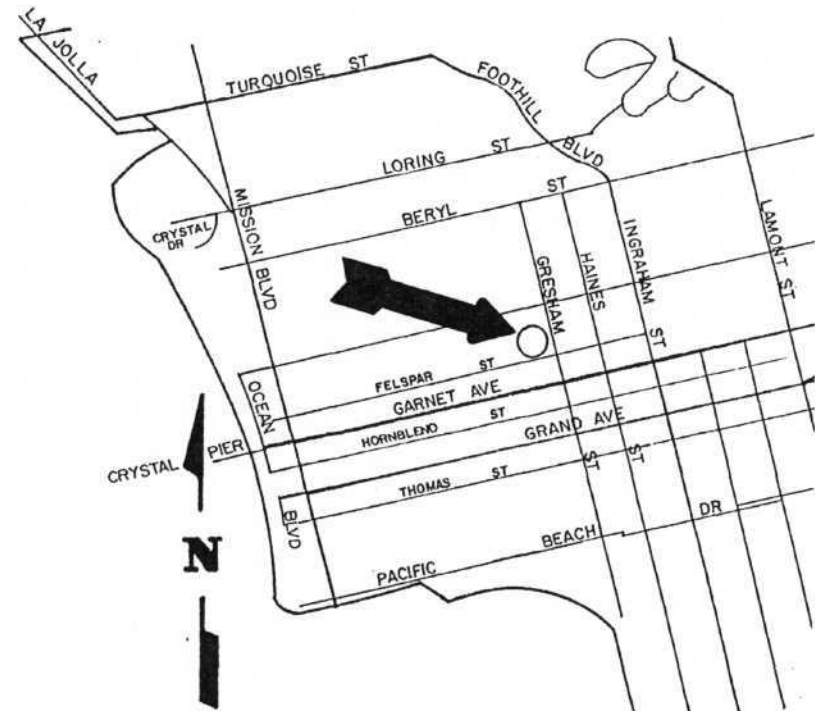 LA JOLLA
TURQUOISE ST
FOOTHILL BLVD
LORING ST
BERYL ST
MISSION BLVD
CRYSTAL DR
GRESHAM ST
HAINES ST
INGRAHAM ST
LAMONT ST
OCEAN BLVD
FELSPAR ST
GARNET AVE
HORNBLEND ST
GRAND AVE
CRYSTAL PIER
THOMAS ST
PACIFIC BEACH DR
N